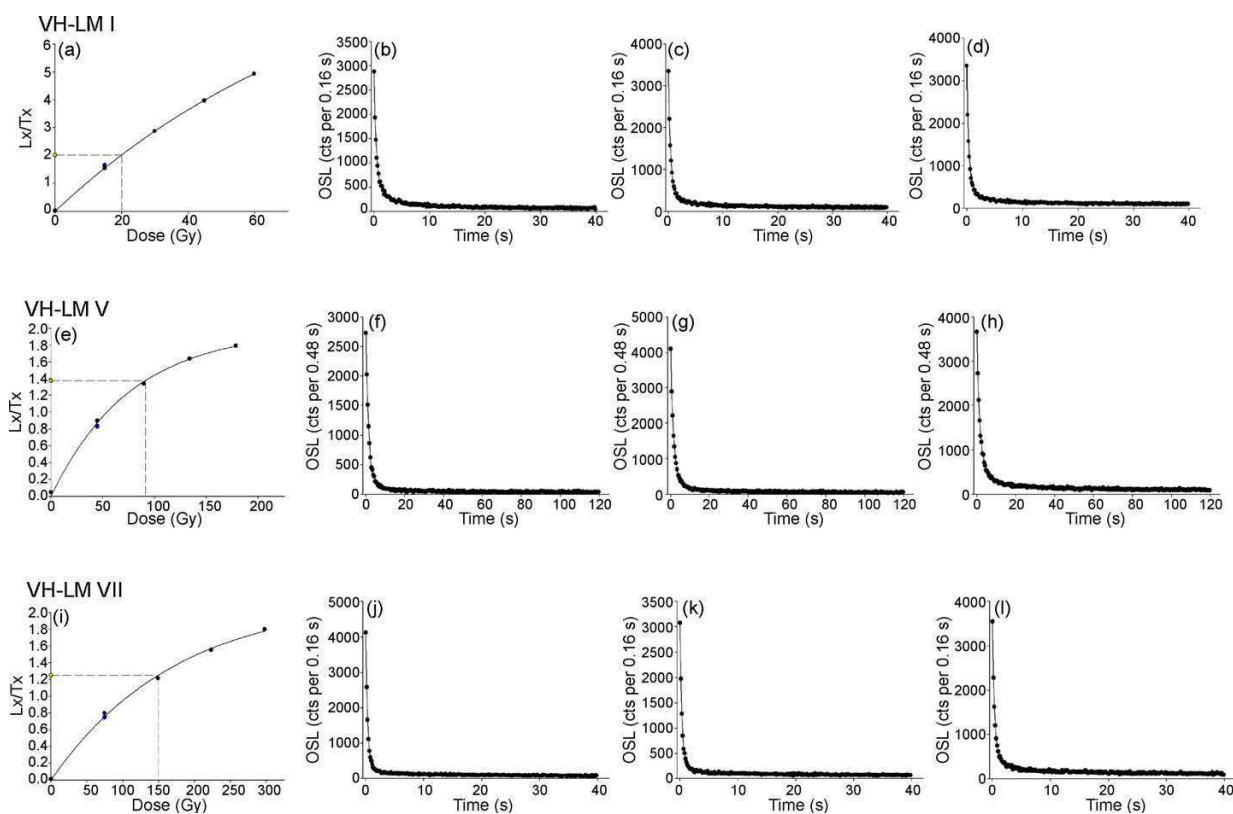 VH-LM I
(a)
6
5
4
3
2
1
0
Lx/Tx
0 20 40 60
Dose (Gy)
(b)
3500
3000
2500
2000
1500
1000
500
0
OSL (cts per 0.16 s)
0 10 20 30 40
Time (s)
(c)
4000
3000
2000
1000
0
OSL (cts per 0.16 s)
0 10 20 30 40
Time (s)
(d)
4000
3000
2000
1000
0
OSL (cts per 0.16 s)
0 10 20 30 40
Time (s)
VH-LM V
(e)
2.0
1.8
1.6
1.4
1.2
1.0
0.8
0.6
0.4
0.2
0.0
Lx/Tx
0 50 100 150 200
Dose (Gy)
(f)
3000
2500
2000
1500
1000
500
0
OSL (cts per 0.48 s)
0 20 40 60 80 100 120
Time (s)
(g)
5000
4000
3000
2000
1000
0
OSL (cts per 0.48 s)
0 20 40 60 80 100 120
Time (s)
(h)
4000
3000
2000
1000
0
OSL (cts per 0.48 s)
0 20 40 60 80 100 120
Time (s)
VH-LM VII
(i)
2.0
1.8
1.6
1.4
1.2
1.0
0.8
0.6
0.4
0.2
0.0
Lx/Tx
0 50 100 150 200 250 300
Dose (Gy)
(j)
5000
4000
3000
2000
1000
0
OSL (cts per 0.16 s)
0 10 20 30 40
Time (s)
(k)
3500
3000
2500
2000
1500
1000
500
0
OSL (cts per 0.16 s)
0 10 20 30 40
Time (s)
(l)
4000
3000
2000
1000
0
OSL (cts per 0.16 s)
0 10 20 30 40
Time (s)